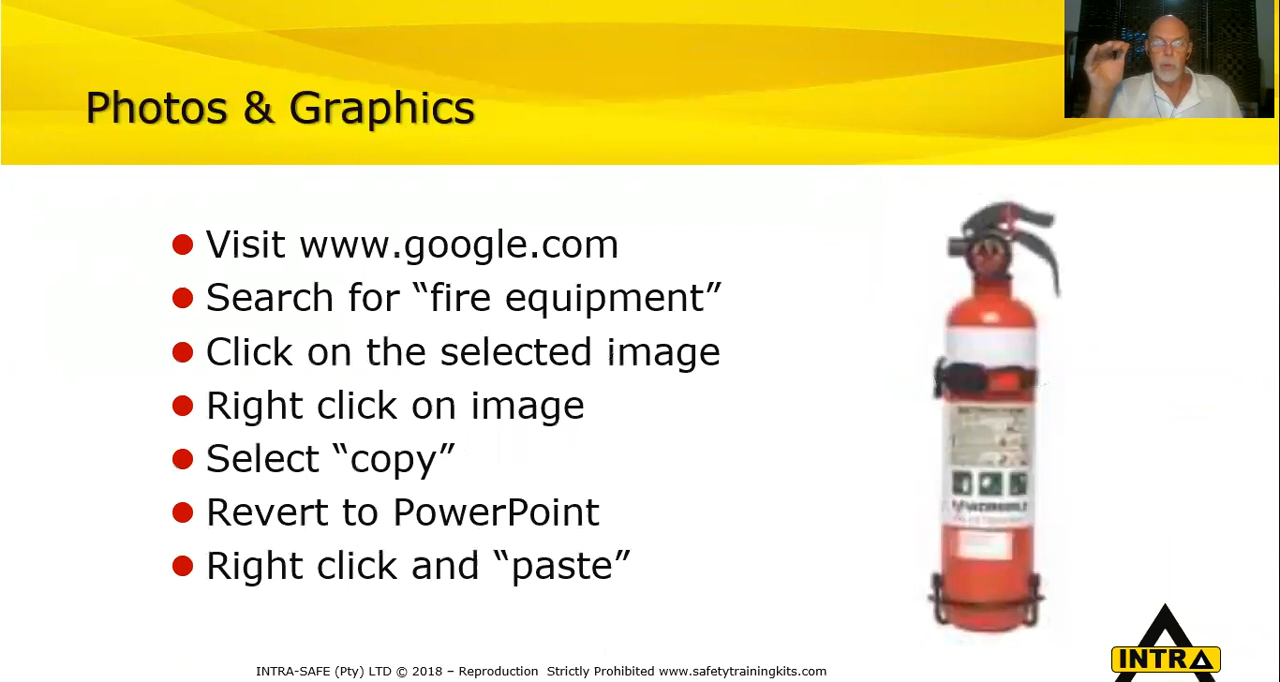 Photos & Graphics
Visit www.google.com
Search for “fire equipment”
Click on the selected image
Right click on image
Select “copy”
Revert to PowerPoint
Right click and “paste”
INTRA-SAFE (Pty) LTD © 2018 – Reproduction Strictly Prohibited www.safetytrainingkits.com
INTRA